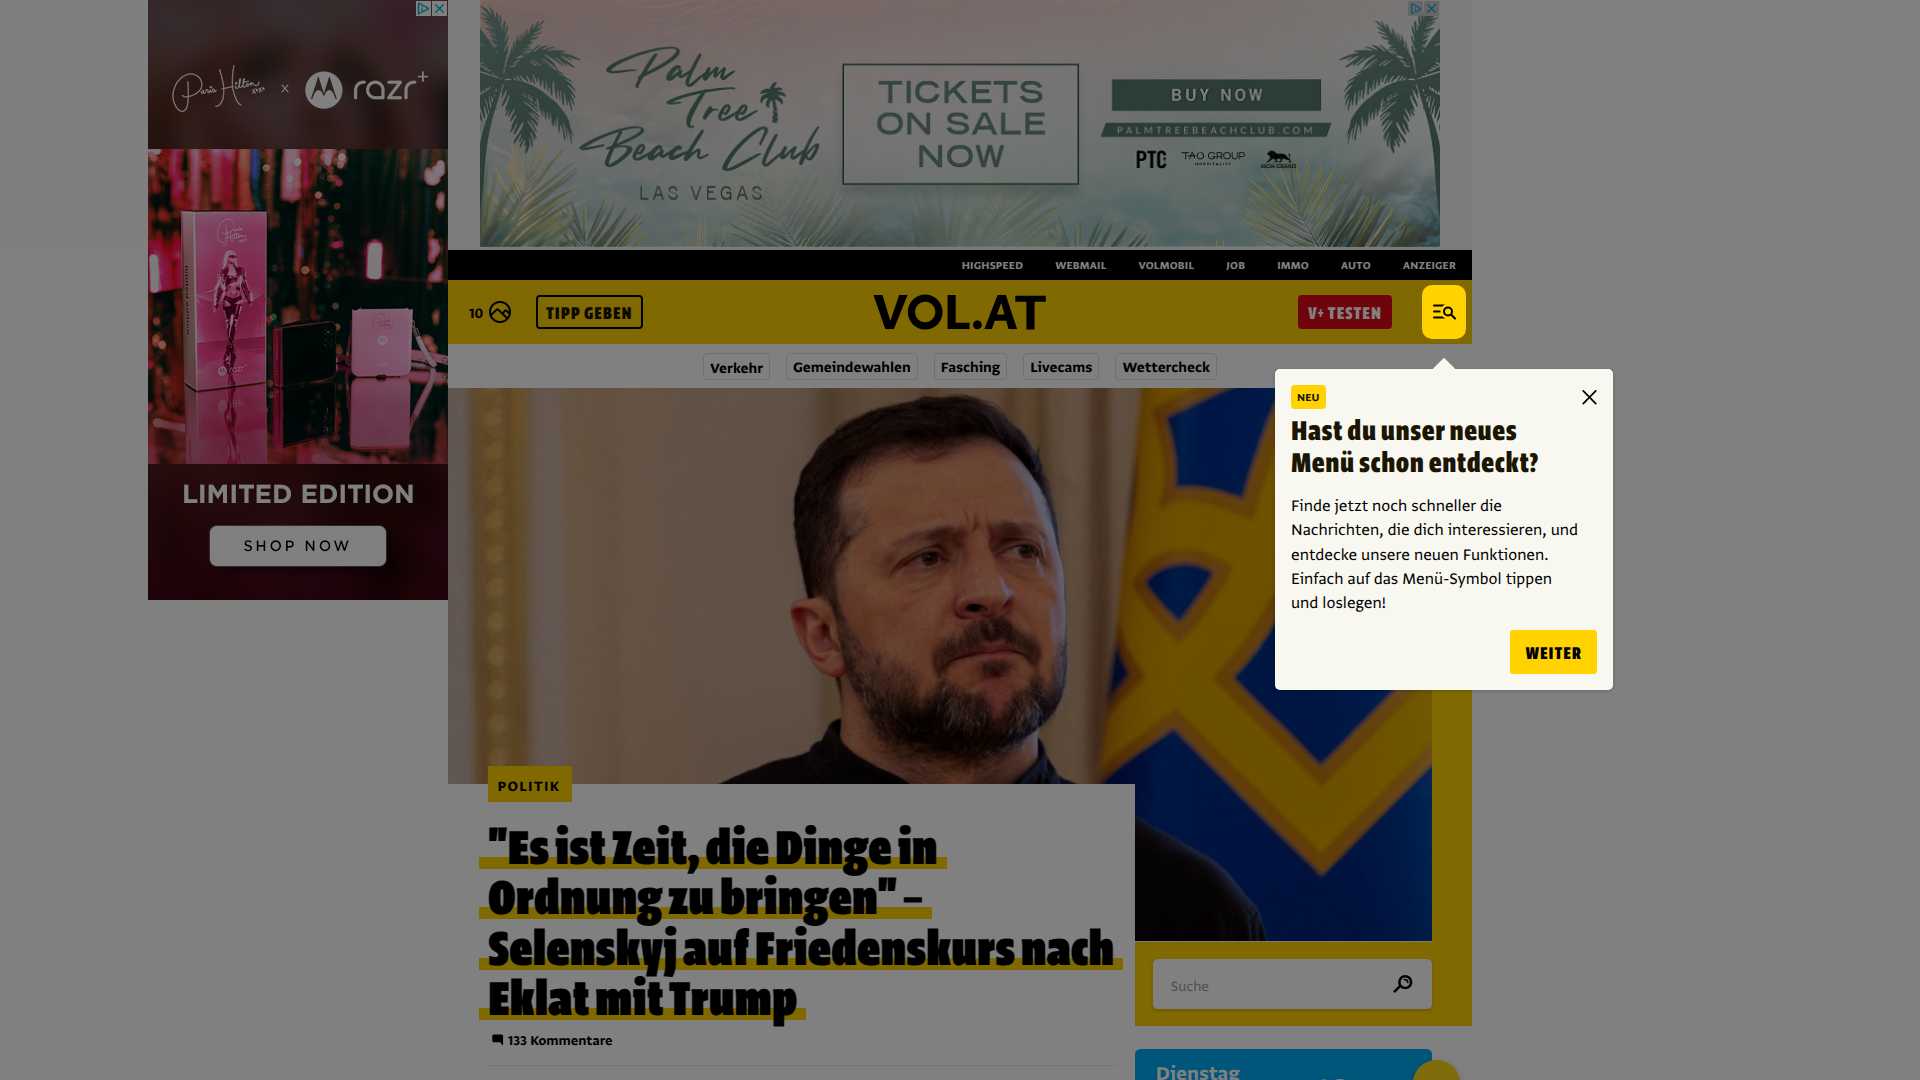 Paris Hilton x razr+
LIMITED EDITION
SHOP NOW
Palm
Tree
Beach Club
LAS VEGAS
TICKETS
ON SALE
NOW
BUY NOW
PALMTREEBEACHCLUB.COM
PTC TAO GROUP
HOSPITALITY
MGM GRAND
HIGHSPEED WEBMAIL VOLMOBIL JOB IMMO AUTO ANZEIGER
10 TIPP GEBEN VOL.AT V+ TESTEN
Verkehr Gemeindewahlen Fasching Livecams Wettercheck
NEU
Hast du unser neues
Menü schon entdeckt?
Finde jetzt noch schneller die
Nachrichten, die dich interessieren, und
entdecke unsere neuen Funktionen.
Einfach auf das Menü-Symbol tippen
und loslegen!
WEITER
POLITIK
"Es ist Zeit, die Dinge in
Ordnung zu bringen" –
Selenskyj auf Friedenskurs nach
Eklat mit Trump
133 Kommentare
Suche
Dienstag